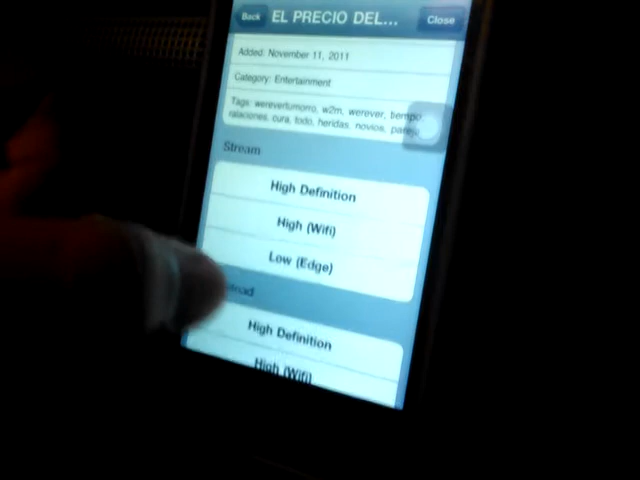 Back
EL PRECIO DEL...
Close
Added: November 11, 2011
Category: Entertainment
Tags: werevertumorro, w2m, werever, tiempo,
relaciones, cura, todo, heridas, novios,
Stream
High Definition
High (Wifi)
Low (Edge)
High Definition
High (Wifi)